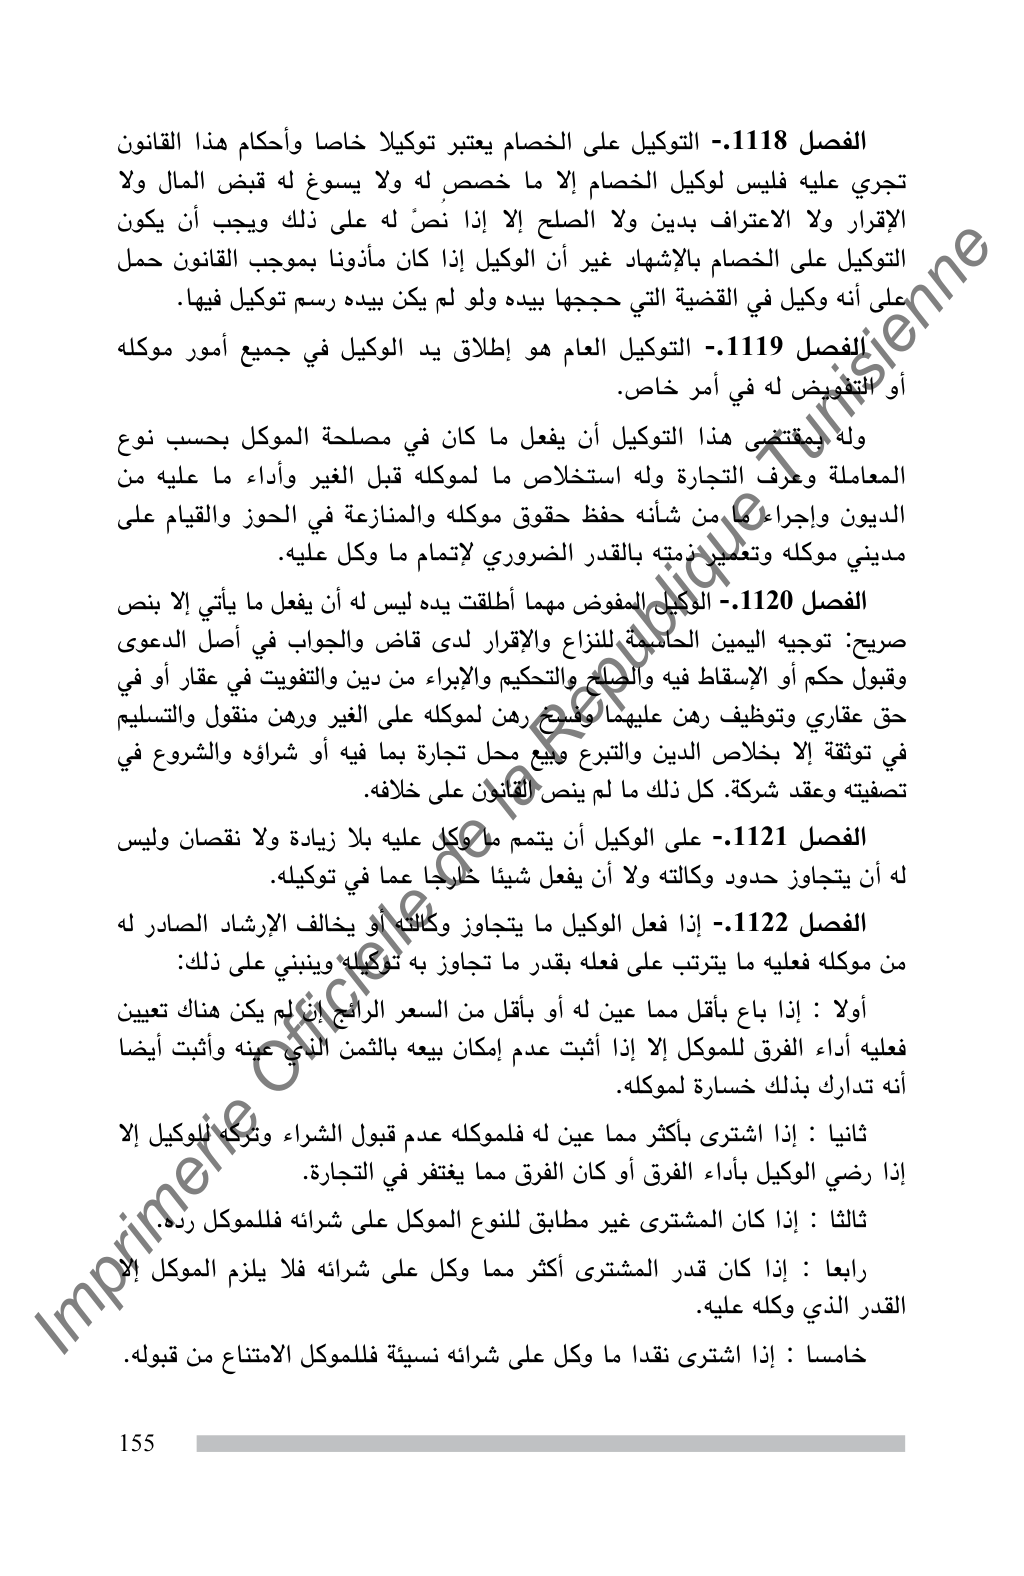 الفصل 1118.- التوكيل على الخصام يعتبر توكيلا خاصا وأحكام هذا القانون
تجري عليه فليس لوكيل الخصام إلا ما خصص له ولا يسوغ له قبض المال ولا
الإقرار ولا الاعتراف بدين ولا الصلح إلا إذا نُصَّ له على ذلك ويجب أن يكون
التوكيل على الخصام بالإشهاد غير أن الوكيل إذا كان مأذونا بموجب القانون حمل
على أنه وكيل في القضية التي حججها بيده ولو لم يكن بيده رسم توكيل فيها.
الفصل 1119.- التوكيل العام هو إطلاق يد الوكيل في جميع أمور موكله
أو التفويض له في أمر خاص.
وله بمقتضى هذا التوكيل أن يفعل ما كان في مصلحة الموكل بحسب نوع
المعاملة وعرف التجارة وله استخلاص ما لموكله قبل الغير وأداء ما عليه من
الديون وإجراء ما من شأنه حفظ حقوق موكله والمنازعة في الحوز والقيام على
مديني موكله وتعمير ذمته بالقدر الضروري لإتمام ما وكل عليه.
الفصل 1120.- الوكيل المفوض مهما أطلقت يده ليس له أن يفعل ما يأتي إلا بنص
صريح: توجيه اليمين الحاسمة للنزاع والإقرار لدى قاض والجواب في أصل الدعوى
وقبول حكم أو الإسقاط فيه والصلح والتحكيم والإبراء من دين والتفويت في عقار أو في
حق عقاري وتوظيف رهن عليهما وفسخ رهن لموكله على الغير ورهن منقول والتسليم
في توثقة إلا بخلاص الدين والتبرع وبيع محل تجارة بما فيه أو شراؤه والشروع في
تصفيته وعقد شركة. كل ذلك ما لم ينص القانون على خلافه.
الفصل 1121.- على الوكيل أن يتمم ما وكل عليه بلا زيادة ولا نقصان وليس
له أن يتجاوز حدود وكالته ولا أن يفعل شيئا خارجا عما في توكيله.
الفصل 1122.- إذا فعل الوكيل ما يتجاوز وكالته أو يخالف الإرشاد الصادر له
من موكله فعليه ما يترتب على فعله بقدر ما تجاوز به توكيله وينبني على ذلك:
أولا : إذا باع بأقل مما عين له أو بأقل من السعر الرائج إن لم يكن هناك تعيين
فعليه أداء الفرق للموكل إلا إذا أثبت عدم إمكان بيعه بالثمن الذي عينه وأثبت أيضا
أنه تدارك بذلك خسارة لموكله.
ثانيا : إذا اشترى بأكثر مما عين له فلموكله عدم قبول الشراء وتركه للوكيل إلا
إذا رضي الوكيل بأداء الفرق أو كان الفرق مما يغتفر في التجارة.
ثالثا : إذا كان المشترى غير مطابق للنوع الموكل على شرائه فللموكل رده.
رابعا : إذا كان قدر المشترى أكثر مما وكل على شرائه فلا يلزم الموكل إلا
القدر الذي وكله عليه.
خامسا : إذا اشترى نقدا ما وكل على شرائه نسيئة فللموكل الامتناع من قبوله.
155
Imprimerie Officielle de la République Tunisienne